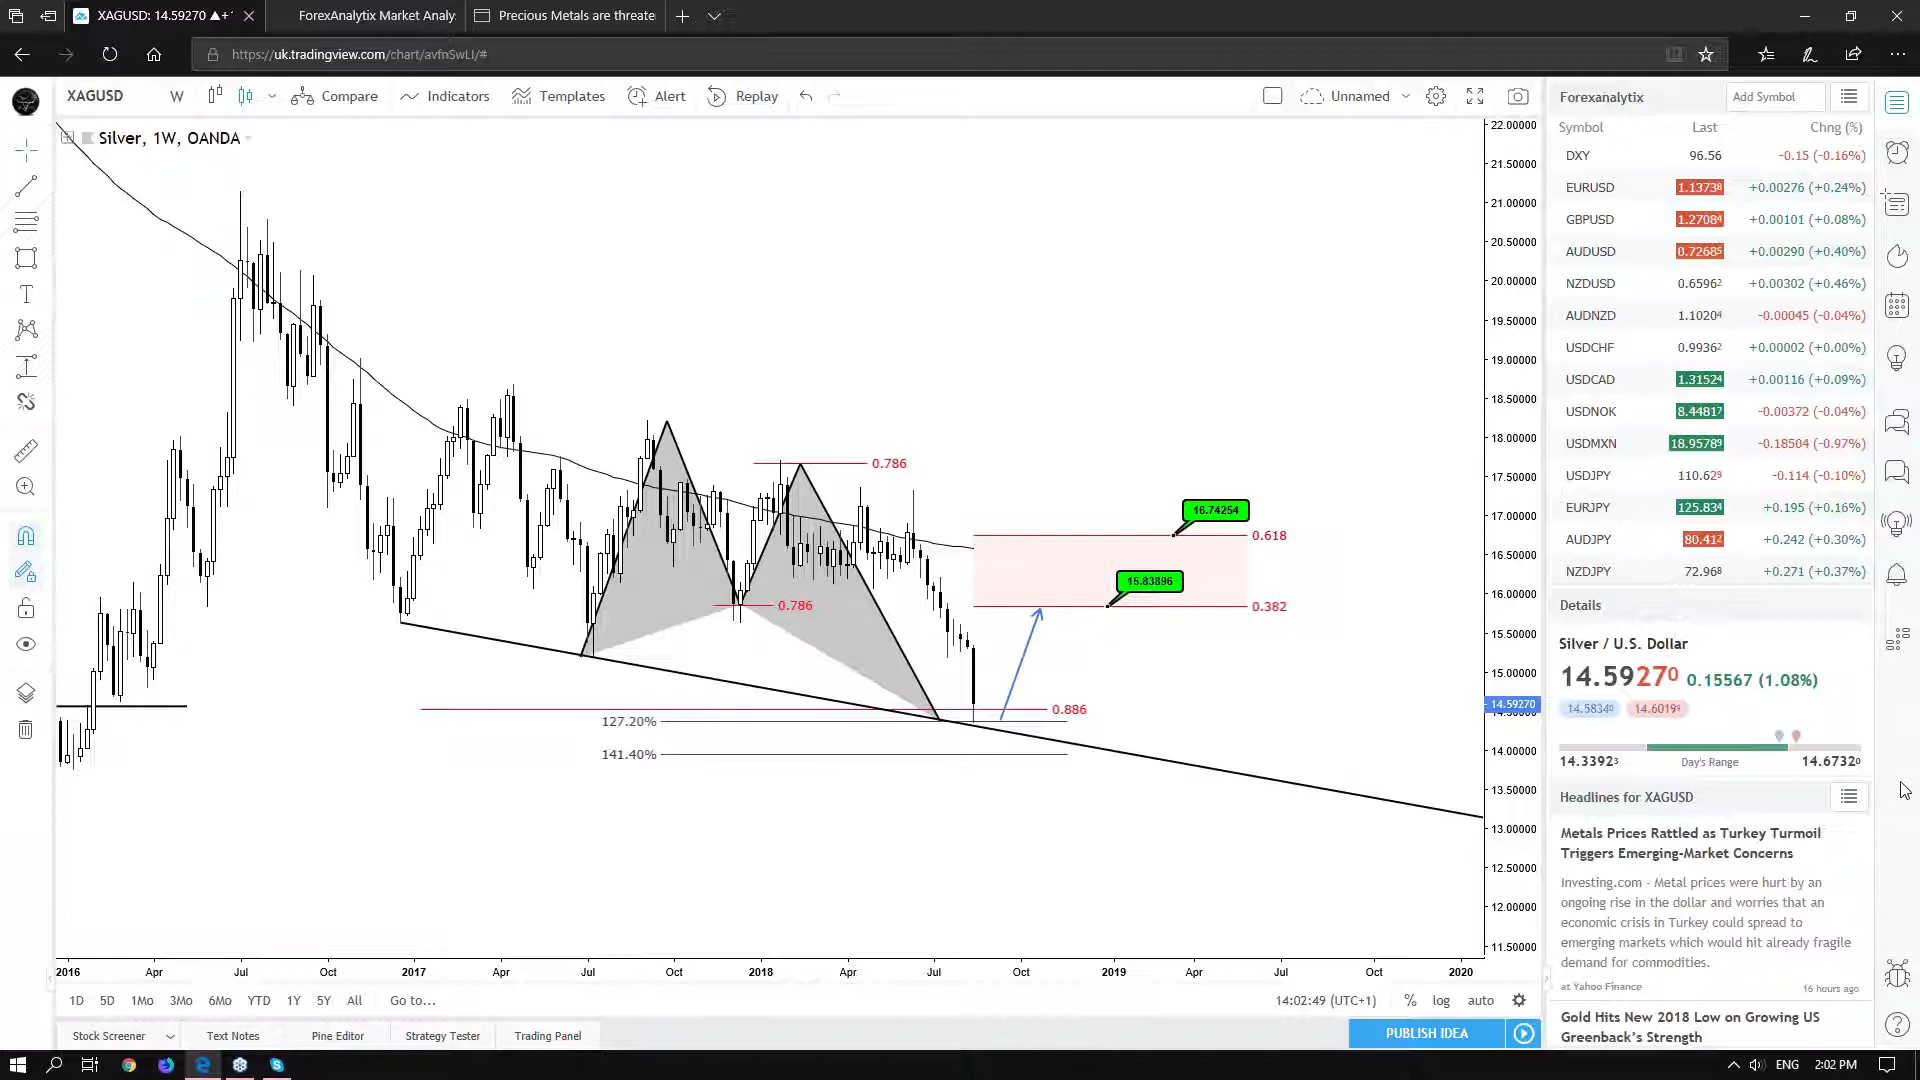 XAGUSD: 14.59270 ▲+
ForexAnalytix Market Analy
Precious Metals are threate
https://uk.tradingview.com/chart/avfnSwLI/#
XAGUSD W Compare Indicators Templates Alert Replay Unnamed
Silver, 1W, OANDA
22.00000
21.50000
21.00000
20.50000
20.00000
19.50000
19.00000
18.50000
18.00000
17.50000
17.00000
16.50000
16.00000
15.50000
15.00000
14.59270
14.00000
13.50000
13.00000
12.50000
12.00000
11.50000
0.786
16.74254
0.618
15.83896
0.786
0.382
0.886
127.20%
141.40%
2016 Apr Jul Oct 2017 Apr Jul Oct 2018 Apr Jul Oct 2019 Apr Jul Oct 2020
1D 5D 1Mo 3Mo 6Mo YTD 1Y 5Y All Go to... 14:02:49 (UTC+1) % log auto
Stock Screener Text Notes Pine Editor Strategy Tester Trading Panel PUBLISH IDEA
Forexanalytix Add Symbol
Symbol Last Chng (%)
DXY 96.56 -0.15 (-0.16%)
EURUSD 1.13738 +0.00276 (+0.24%)
GBPUSD 1.27084 +0.00101 (+0.08%)
AUDUSD 0.72685 +0.00290 (+0.40%)
NZDUSD 0.65962 +0.00302 (+0.46%)
AUDNZD 1.10204 -0.00045 (-0.04%)
USDCHF 0.99362 +0.00002 (+0.00%)
USDCAD 1.31524 +0.00116 (+0.09%)
USDNOK 8.44817 -0.00372 (-0.04%)
USDMXN 18.95789 -0.18504 (-0.97%)
USDJPY 110.629 -0.114 (-0.10%)
EURJPY 125.834 +0.195 (+0.16%)
AUDJPY 80.412 +0.242 (+0.30%)
NZDJPY 72.968 +0.271 (+0.37%)
Details
Silver / U.S. Dollar
14.59270 0.15567 (1.08%)
14.58340 14.60199
14.33923 Day's Range 14.67320
Headlines for XAGUSD
Metals Prices Rattled as Turkey Turmoil
Triggers Emerging-Market Concerns
Investing.com - Metal prices were hurt by an
ongoing rise in the dollar and worries that an
economic crisis in Turkey could spread to
emerging markets which would hit already fragile
demand for commodities.
at Yahoo Finance 16 hours ago
Gold Hits New 2018 Low on Growing US
Greenback's Strength
ENG 2:02 PM